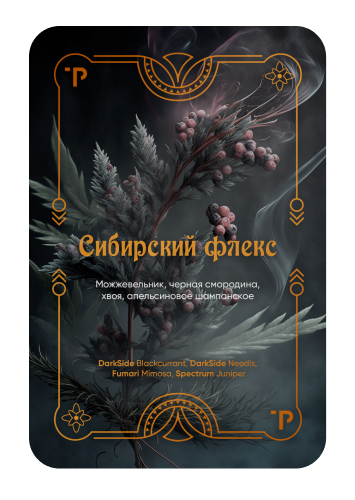 Сибирский флекс
Можжевельник, черная смородина,
хвоя, апельсиновое шампанское
DarkSide Blackcurrant, DarkSide Needls,
Fumari Mimosa, Spectrum Juniper